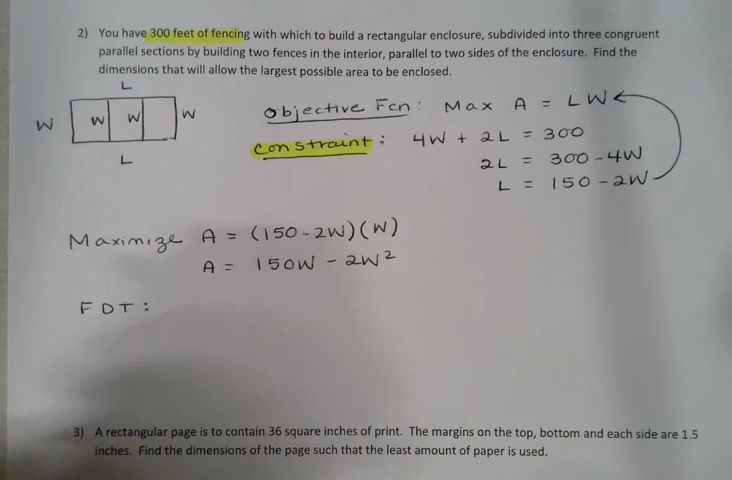 2) You have 300 feet of fencing with which to build a rectangular enclosure, subdivided into three congruent
parallel sections by building two fences in the interior, parallel to two sides of the enclosure. Find the
dimensions that will allow the largest possible area to be enclosed.
L
W W W W
L
Objective Fcn: Max A = LW
constraint: 4W + 2L = 300
2L = 300-4W
L = 150-2W
Maximize A = (150-2W)(W)
A = 150W - 2W²
FDT:
3) A rectangular page is to contain 36 square inches of print. The margins on the top, bottom and each side are 1.5
inches. Find the dimensions of the page such that the least amount of paper is used.